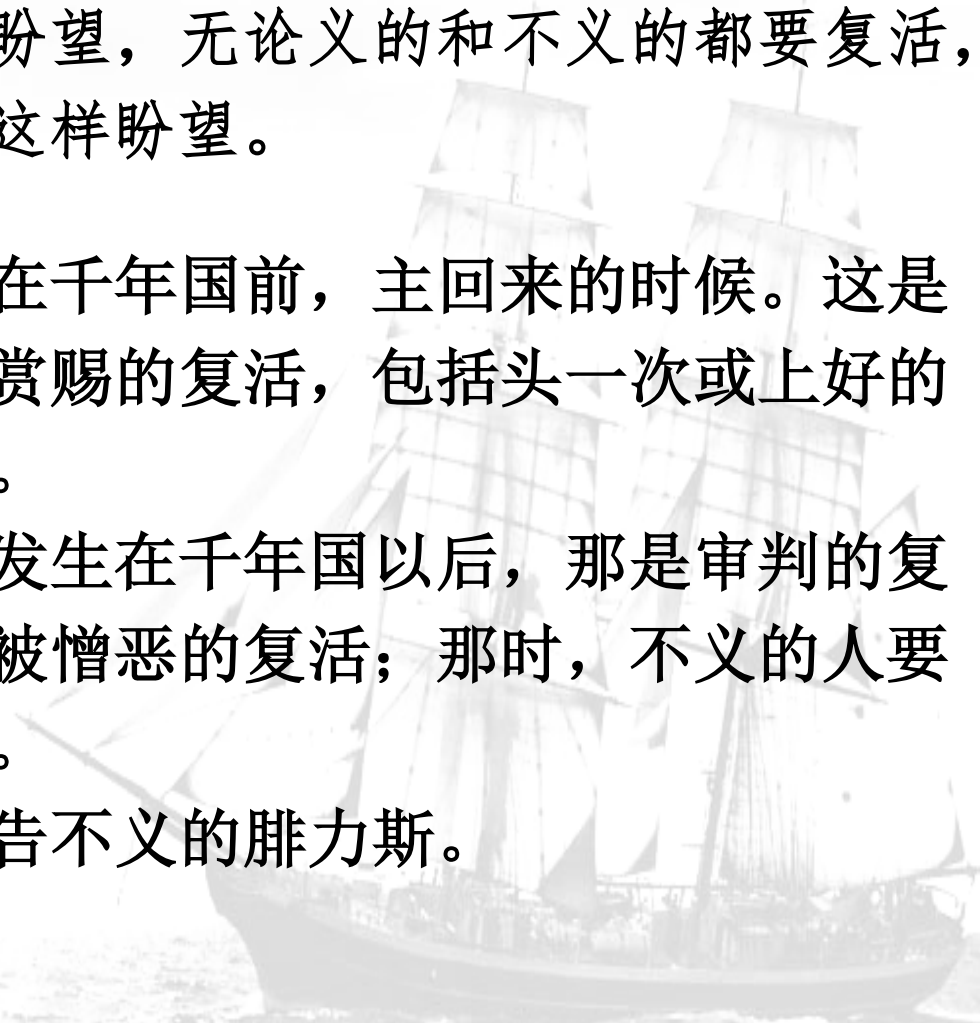 盼望，无论义的和不义的都要复活，
这样盼望。
在千年国前，主回来的时候。这是
赏赐的复活，包括头一次或上好的
。
发生在千年国以后，那是审判的复
被憎恶的复活；那时，不义的人要
。
告不义的腓力斯。